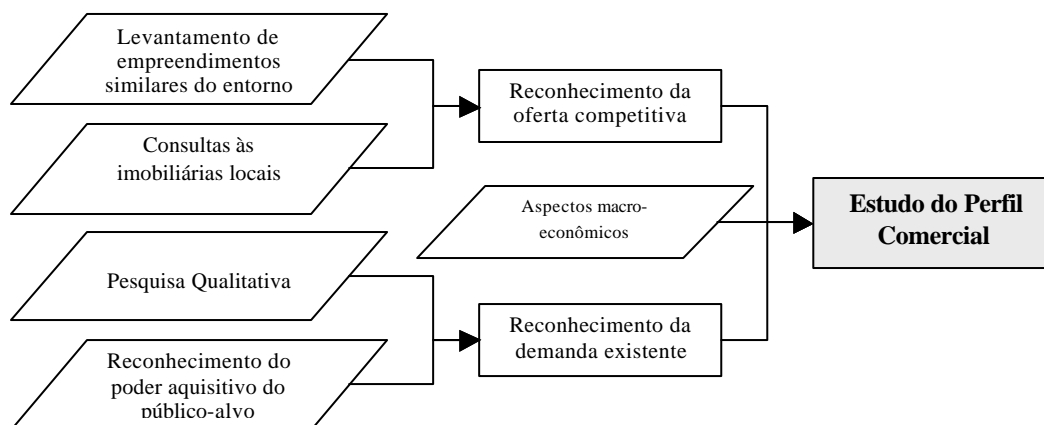 Levantamento de
empreendimentos
similares do entorno
Consultas às
imobiliárias locais
Pesquisa Qualitativa
Reconhecimento do
poder aquisitivo do
público-alvo
Reconhecimento da
oferta competitiva
Aspectos macro-
econômicos
Reconhecimento da
demanda existente
Estudo do Perfil
Comercial